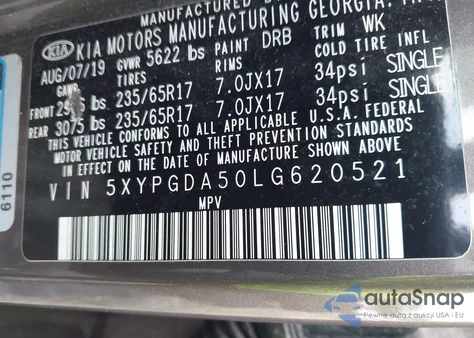 MANUFACTURED
KIA KIA MOTORS MANUFACTURING GEORGIA,
AUG/07/19 GVWR 5622 lbs PAINT DRB TRIM WK
GAWR TIRES RIMS COLD TIRE INFL
FRONT lbs 235/65R17 7.0JX17 34psi SINGLE
REAR 3075 lbs 235/65R17 7.0JX17 34psi SINGLE
THIS VEHICLE CONFORMS TO ALL APPLICABLE U.S.A. FEDERAL
MOTOR VEHICLE SAFETY AND THEFT PREVENTION STANDARDS
IN EFFECT ON THE DATE OF MANUFACTURE SHOWN ABOVE
VIN 5XYPGDA50LG620521
MPV
6110
autaSnap
Pewne auta z aukcji USA i EU